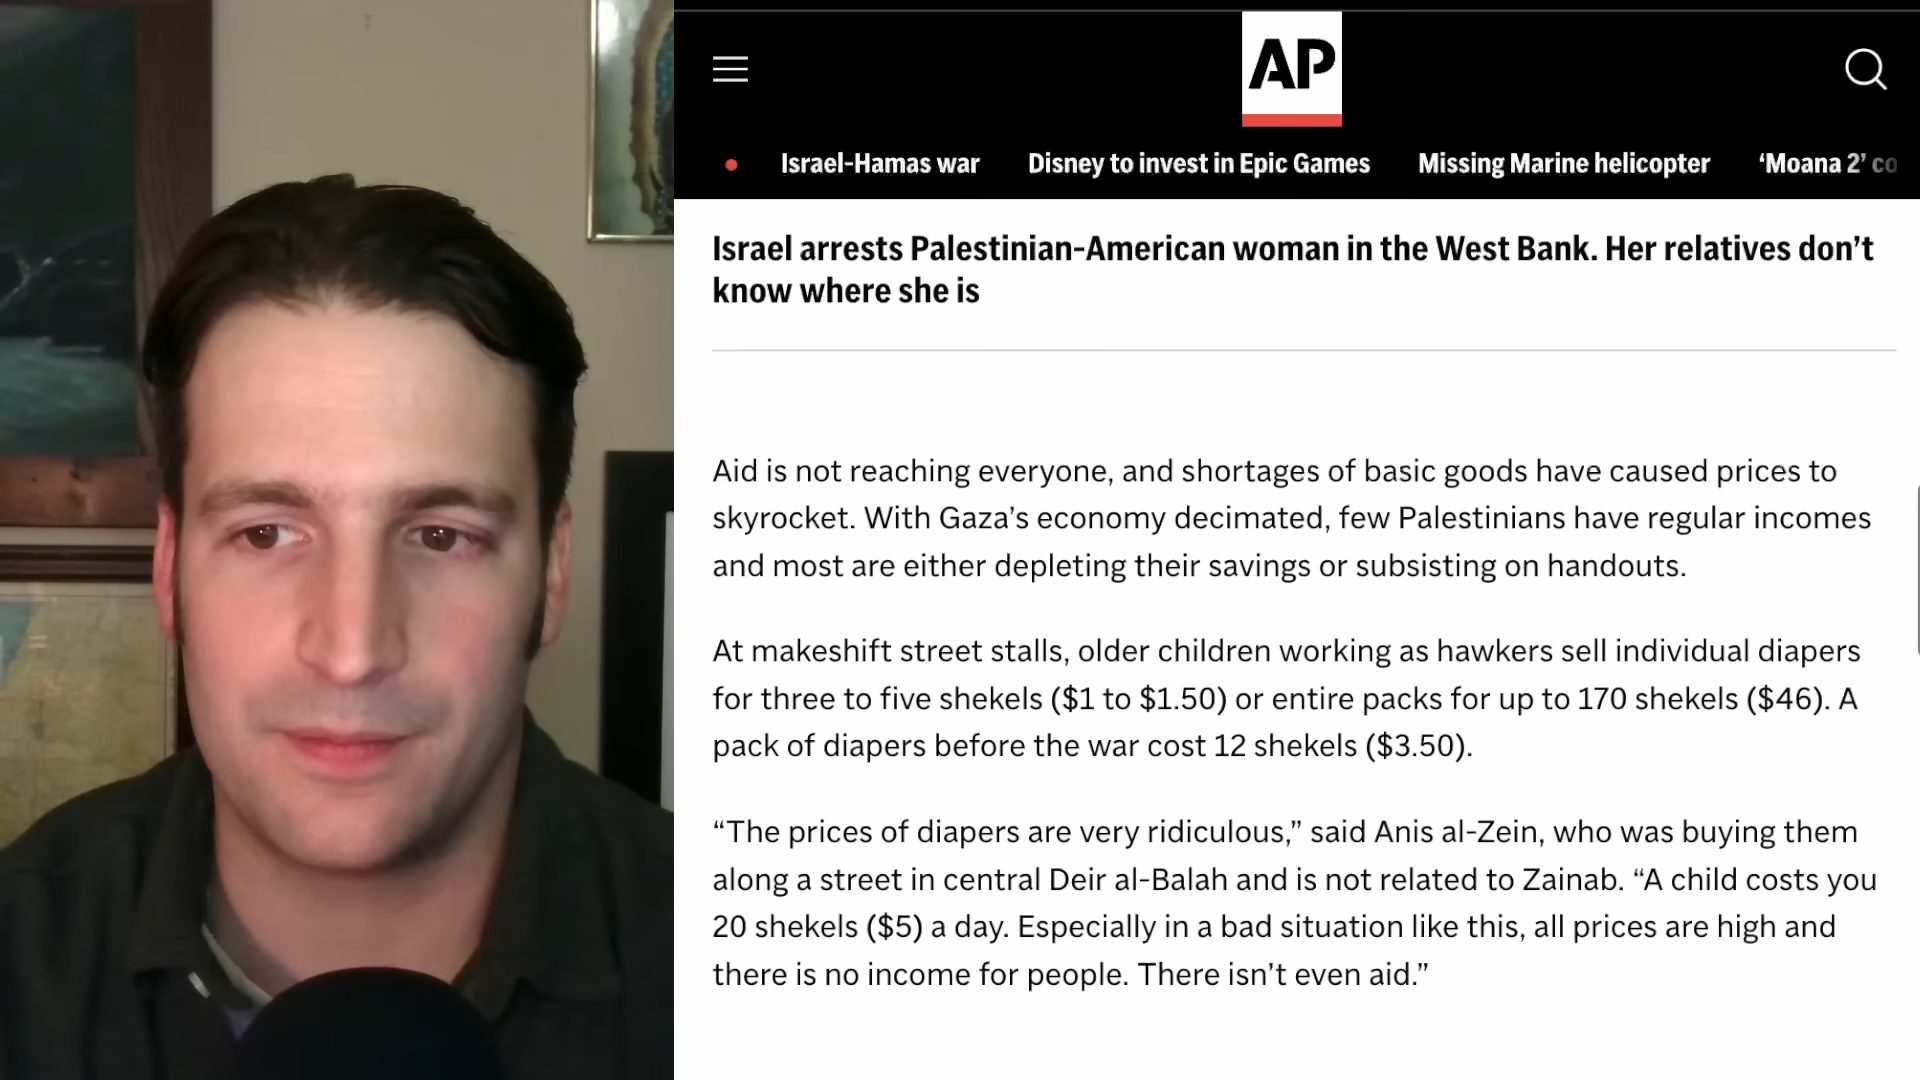 AP
Israel-Hamas war Disney to invest in Epic Games Missing Marine helicopter ‘Moana 2’ co
Israel arrests Palestinian-American woman in the West Bank. Her relatives don’t
know where she is
Aid is not reaching everyone, and shortages of basic goods have caused prices to
skyrocket. With Gaza’s economy decimated, few Palestinians have regular incomes
and most are either depleting their savings or subsisting on handouts.
At makeshift street stalls, older children working as hawkers sell individual diapers
for three to five shekels ($1 to $1.50) or entire packs for up to 170 shekels ($46). A
pack of diapers before the war cost 12 shekels ($3.50).
“The prices of diapers are very ridiculous,” said Anis al-Zein, who was buying them
along a street in central Deir al-Balah and is not related to Zainab. “A child costs you
20 shekels ($5) a day. Especially in a bad situation like this, all prices are high and
there is no income for people. There isn’t even aid.”